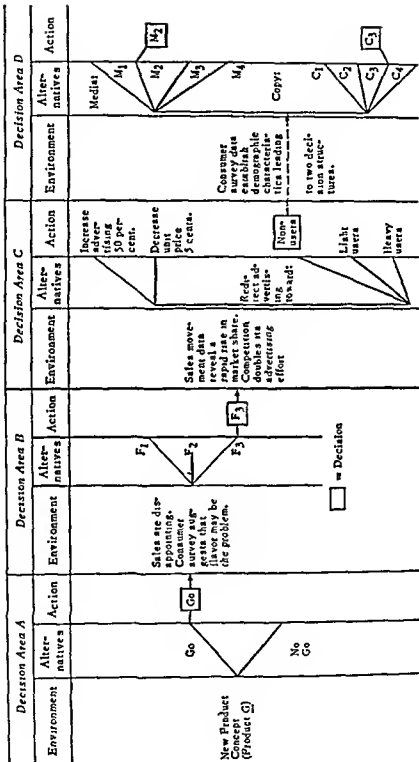 Decision Area A
Environment
Alter-
natives
Action
New Product
Concept
(Product G)
Go
No
Go
Go
Decision Area B
Environment
Alter-
natives
Action
Sales are dis-
appointing.
Consumer
survey sug-
gests that
flavor may be
the problem.
F1
F2
F3
F3
= Decision
Decision Area C
Environment
Alter-
natives
Action
Sales move-
ment data
reveal a
rapid rise in
market share.
Competition
doubles its
advertising
effort
Redi-
rect ad-
vertis-
ing
toward:
Increase
adver-
tising
50 per-
cent.
Decrease
unit
price
5 cents.
Non-
users
Light
users
Heavy
users
Decision Area D
Environment
Alter-
natives
Action
Consumer
survey data
establish
demographic
characteris-
tics leading
to two deci-
sion struc-
tures.
Media:
M1
M2
M3
M4
M2
Copy:
C1
C2
C3
C4
C3